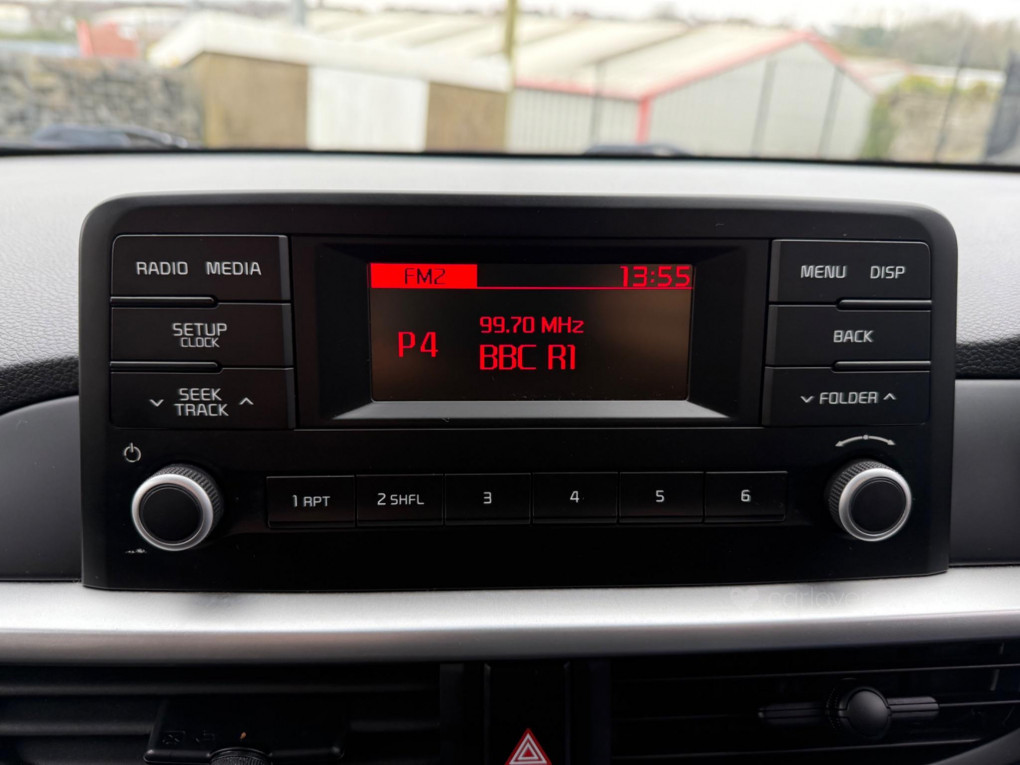 RADIO MEDIA
SETUP
CLOCK
SEEK
TRACK
FM2 13:55
99.70 MHz
P4
BBC R1
MENU DISP
BACK
FOLDER
1 RPT 2 SHFL 3 4 5 6